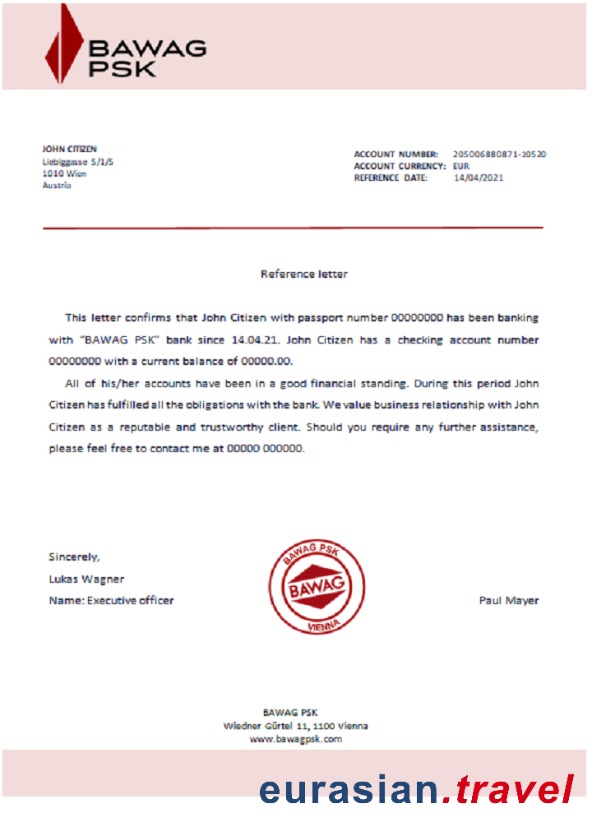 BAWAG
PSK
JOHN CITIZEN
Liebiggasse 5/1/5
1010 Wien
Austria
ACCOUNT NUMBER: 205006880871-10520
ACCOUNT CURRENCY: EUR
REFERENCE DATE: 14/04/2021
Reference letter
This letter confirms that John Citizen with passport number 00000000 has been banking
with “BAWAG PSK” bank since 14.04.21. John Citizen has a checking account number
00000000 with a current balance of 00000.00.
All of his/her accounts have been in a good financial standing. During this period John
Citizen has fulfilled all the obligations with the bank. We value business relationship with John
Citizen as a reputable and trustworthy client. Should you require any further assistance,
please feel free to contact me at 00000 000000.
Sincerely,
Lukas Wagner
Name: Executive officer
BAWAG PSK
BAWAG
VIENNA
Paul Mayer
BAWAG PSK
Wiedner Gürtel 11, 1100 Vienna
www.bawagpsk.com
eurasian.travel